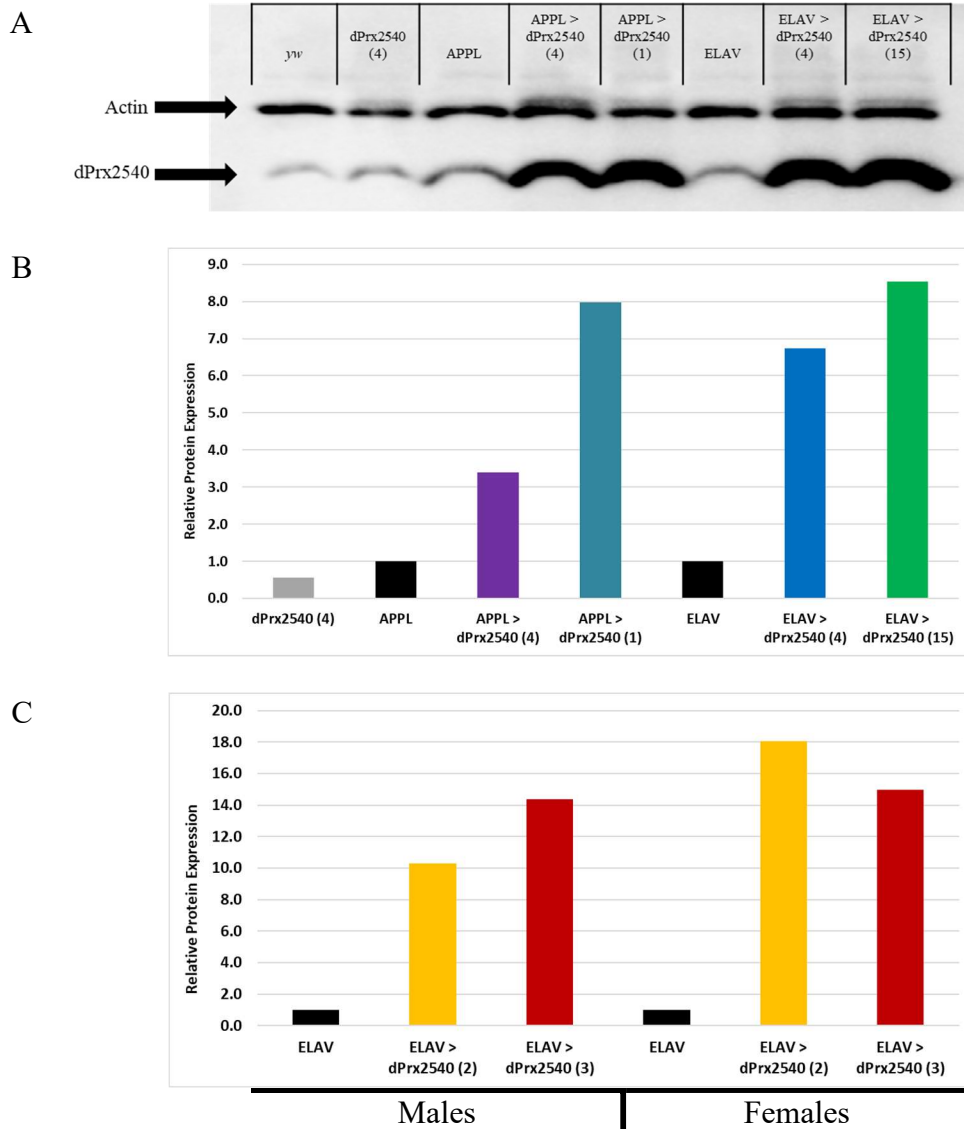 A
yw
dPrx2540
(4)
APPL
APPL >
dPrx2540
(4)
APPL >
dPrx2540
(1)
ELAV
ELAV >
dPrx2540
(4)
ELAV >
dPrx2540
(15)
Actin
dPrx2540
B
Relative Protein Expression
9.0
8.0
7.0
6.0
5.0
4.0
3.0
2.0
1.0
0.0
dPrx2540 (4)
APPL
APPL >
dPrx2540 (4)
APPL >
dPrx2540 (1)
ELAV
ELAV >
dPrx2540 (4)
ELAV >
dPrx2540 (15)
C
Relative Protein Expression
20.0
18.0
16.0
14.0
12.0
10.0
8.0
6.0
4.0
2.0
0.0
ELAV
ELAV >
dPrx2540 (2)
ELAV >
dPrx2540 (3)
ELAV
ELAV >
dPrx2540 (2)
ELAV >
dPrx2540 (3)
Males
Females